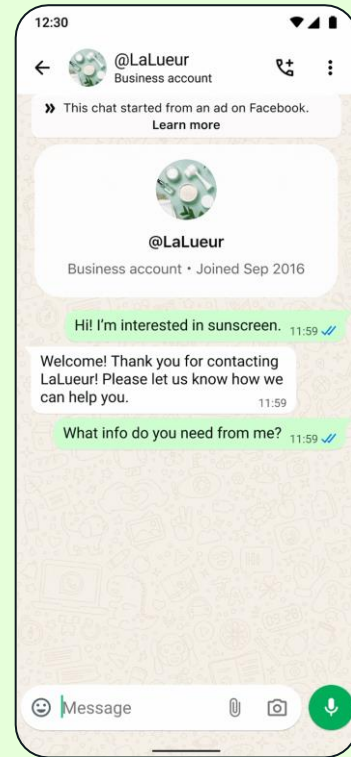 12:30
@LaLueur
Business account
This chat started from an ad on Facebook.
Learn more
@LaLueur
Business account • Joined Sep 2016
Hi! I'm interested in sunscreen. 11:59
Welcome! Thank you for contacting
LaLueur! Please let us know how we
can help you. 11:59
What info do you need from me? 11:59
Message